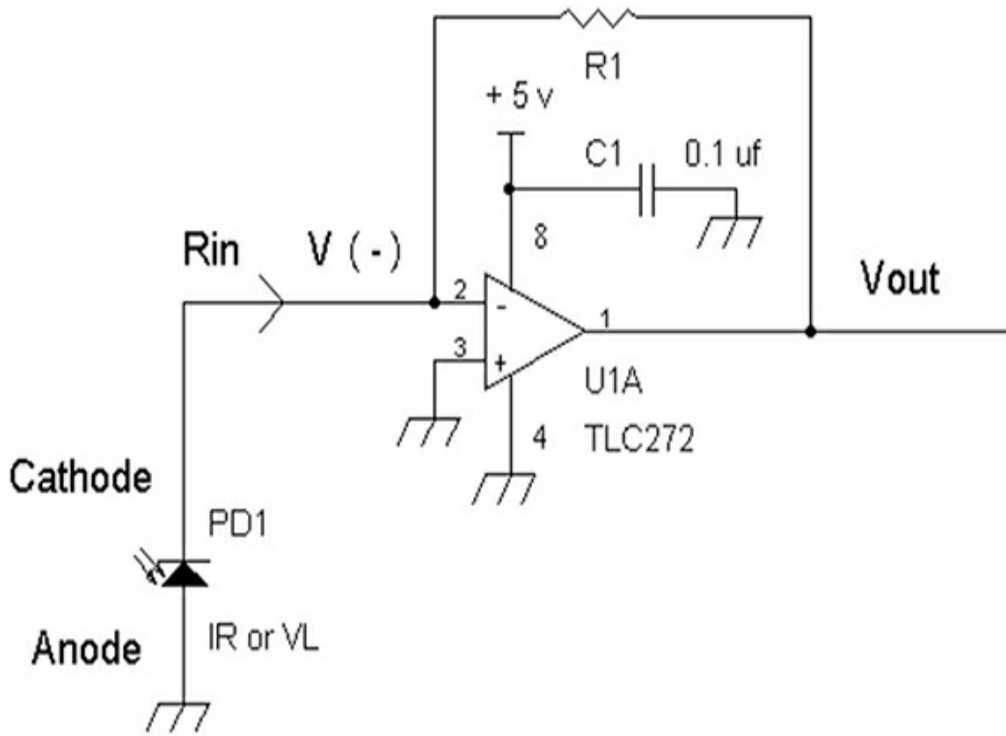 R1
+ 5 v
C1 0.1 uf
8
Rin V (-)
Vout
2 -
1
3 +
U1A
4 TLC272
Cathode
PD1
Anode IR or VL